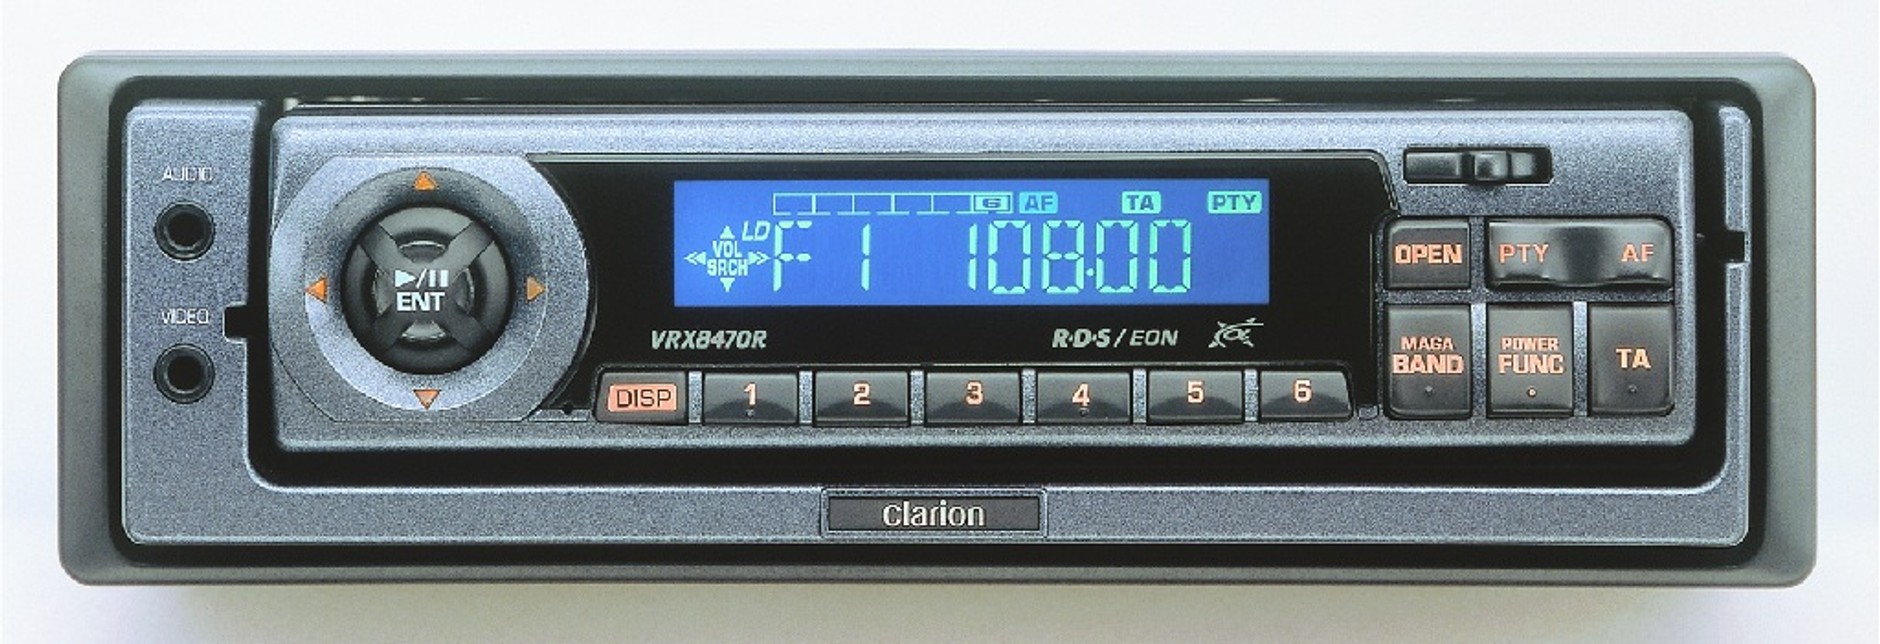 AUDIO
VIDEO
▶/II
ENT
6 AF TA PTY
LD
VOL
SRCH
F 1 108.00
VRX8470R
R·D·S/EON
DISP 1 2 3 4 5 6
OPEN PTY AF
MAGA
BAND
POWER
FUNC
TA
clarion